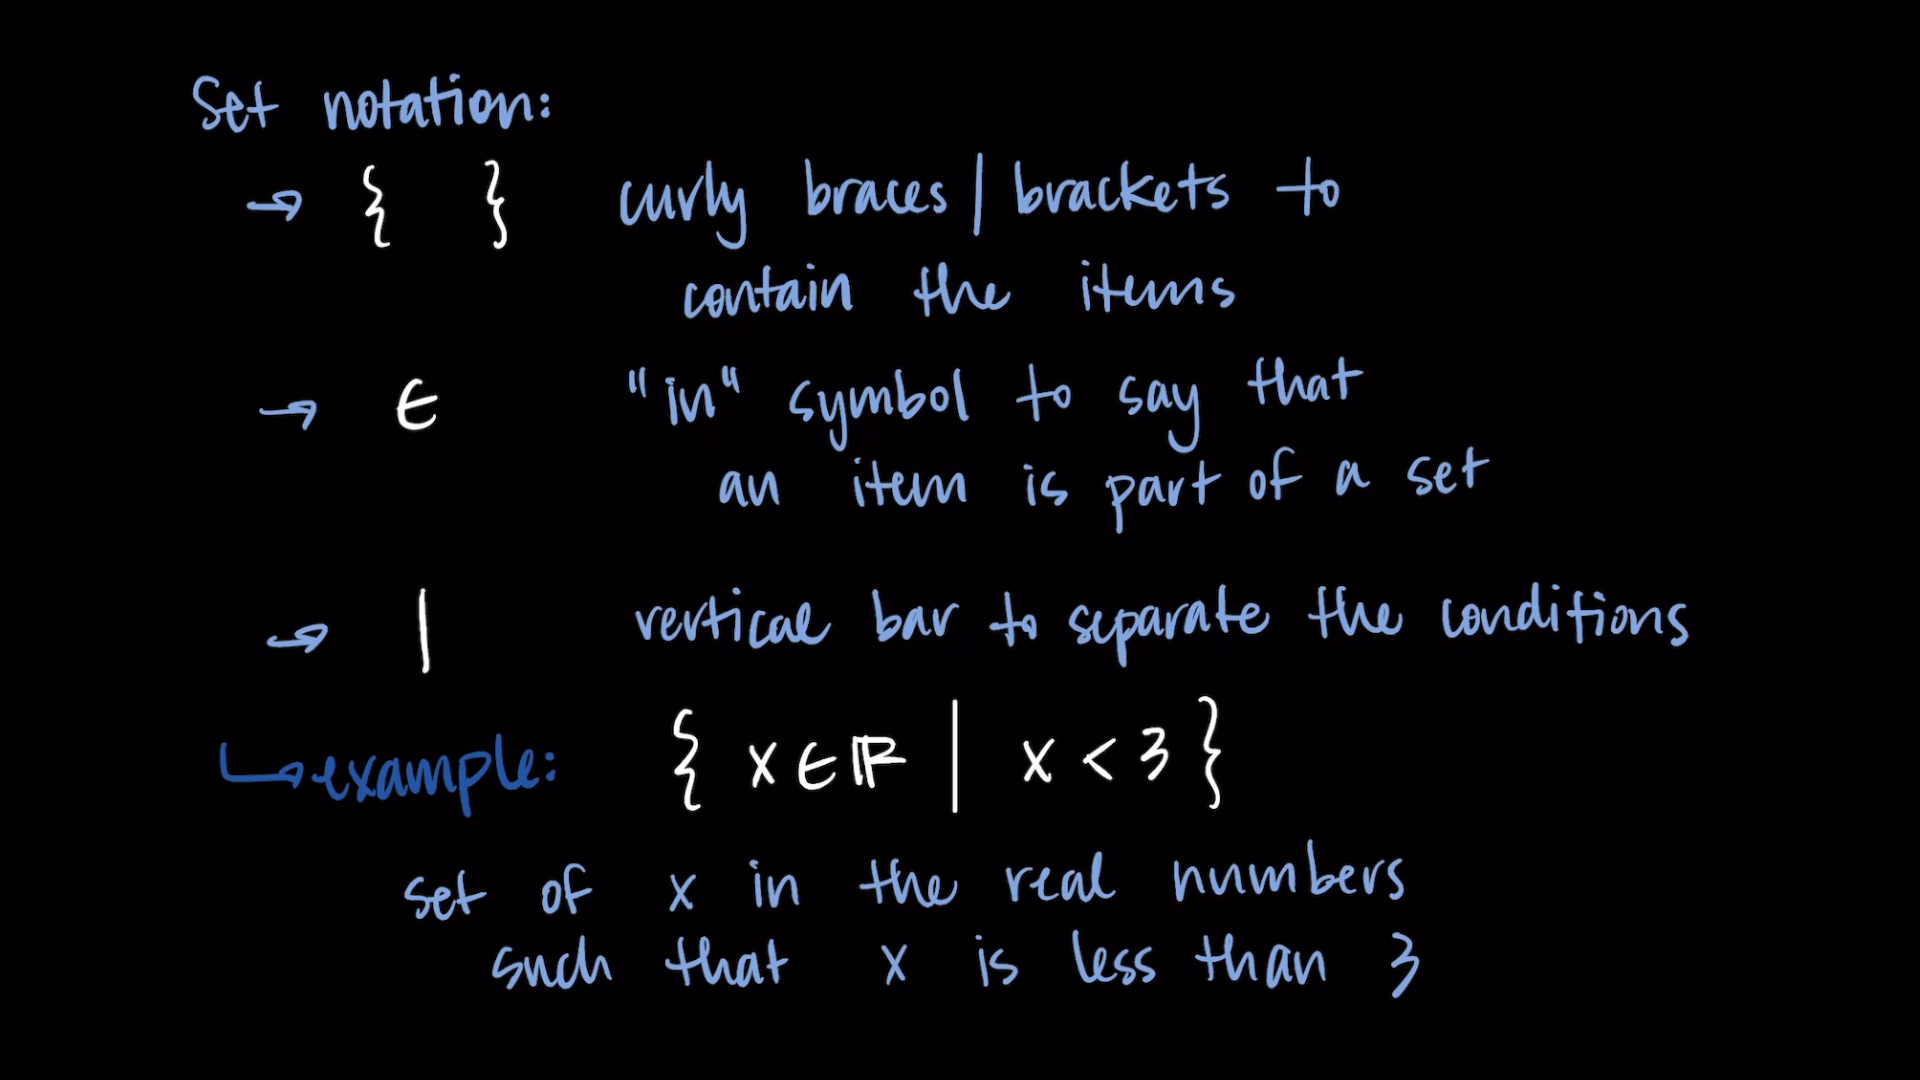 Set notation:
→ { } curly braces / brackets to
contain the items
→ ∈ "in" symbol to say that
an item is part of a set
→ | vertical bar to separate the conditions
↳ example: { x ∈ ℝ | x < 3 }
set of x in the real numbers
such that x is less than 3